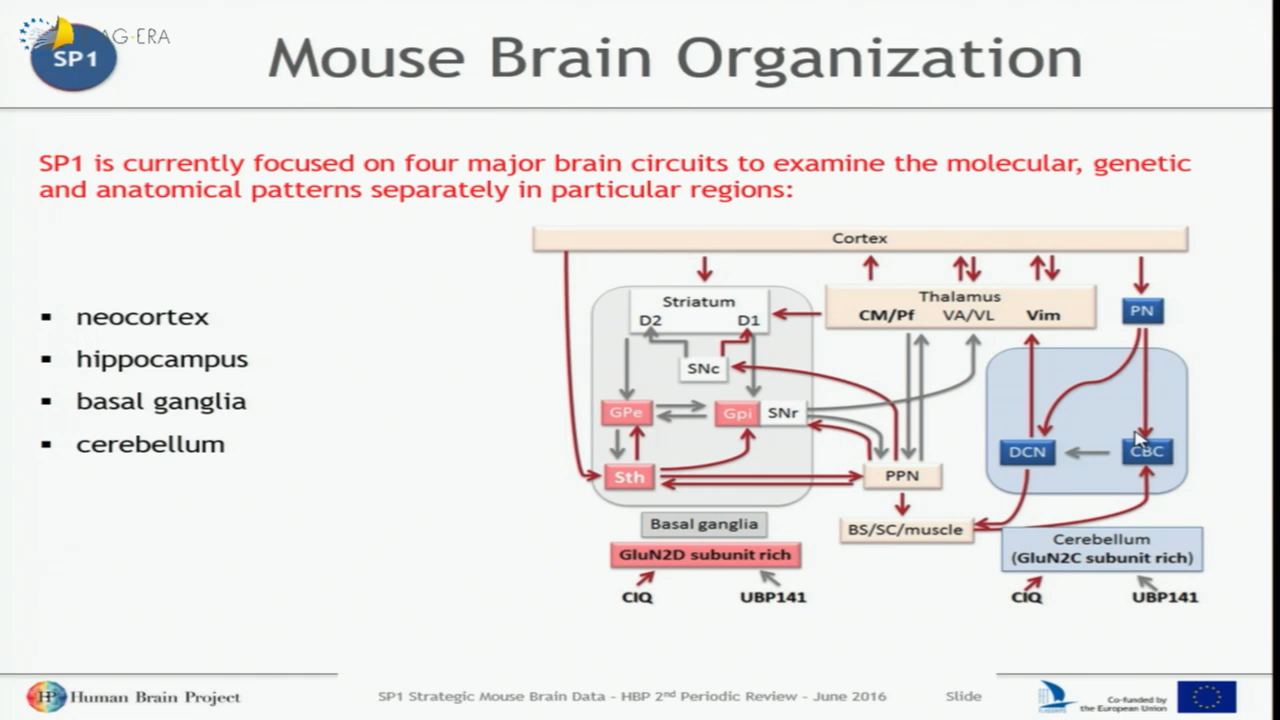 SP1
Mouse Brain Organization
SP1 is currently focused on four major brain circuits to examine the molecular, genetic
and anatomical patterns separately in particular regions:
▪ neocortex
▪ hippocampus
▪ basal ganglia
▪ cerebellum
Cortex
Striatum
D2 D1
Thalamus
CM/Pf VA/VL Vim
PN
SNc
GPe
Gpi SNr
DCN
CBC
Sth
PPN
BS/SC/muscle
Basal ganglia
GluN2D subunit rich
CIQ UBP141
Cerebellum
(GluN2C subunit rich)
CIQ UBP141
HBP Human Brain Project
SP1 Strategic Mouse Brain Data - HBP 2nd Periodic Review - June 2016
Slide
Co-funded by
the European Union